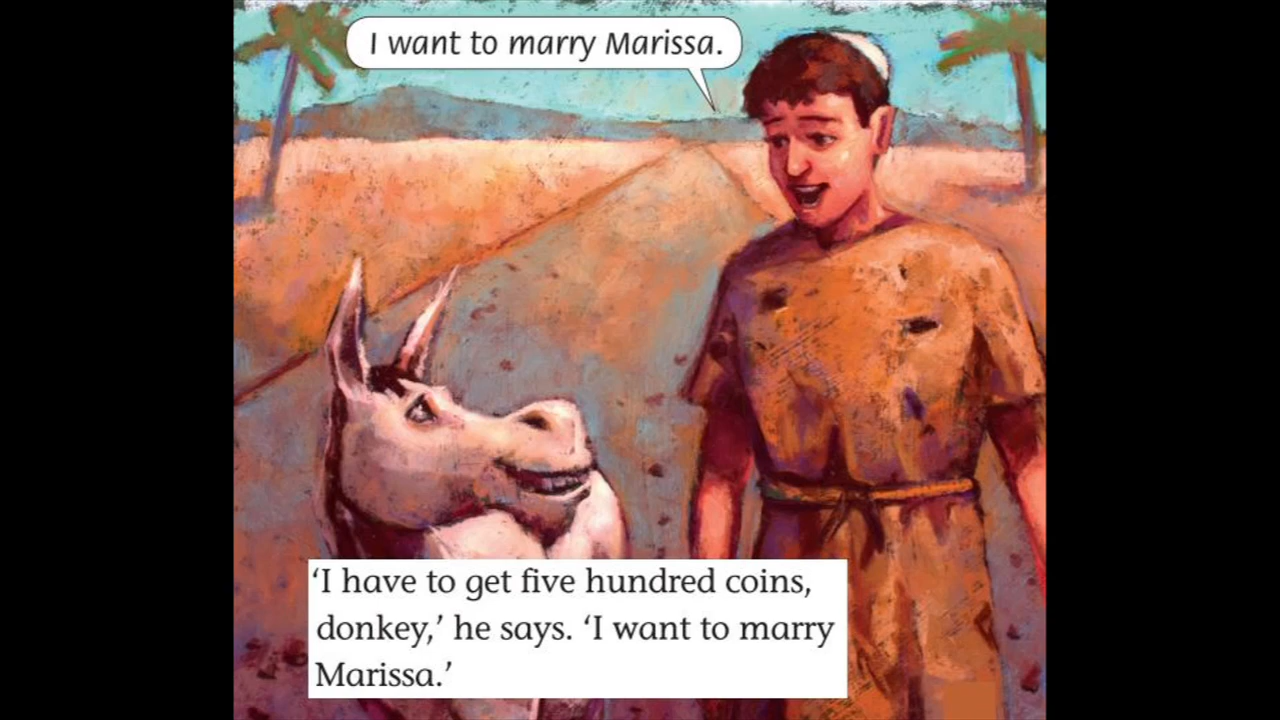 I want to marry Marissa.
‘I have to get five hundred coins,
donkey,’ he says. ‘I want to marry
Marissa.’